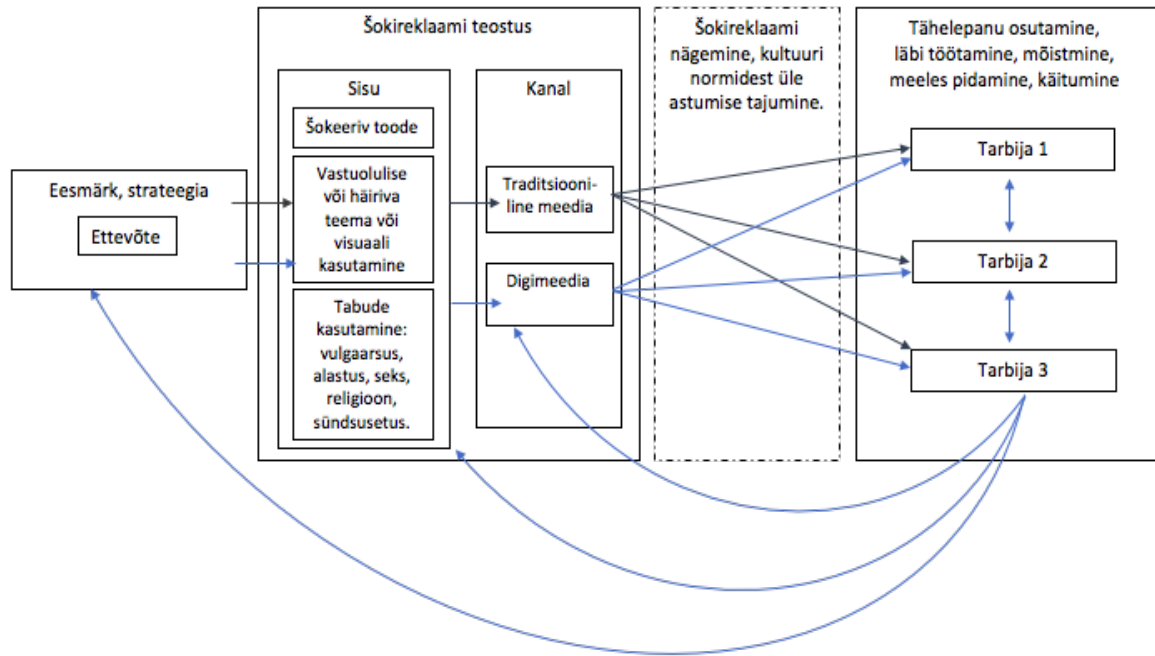 Eesmärk, strateegia
Ettevõte
Šokireklaami teostus
Sisu
Šokeeriv toode
Vastuolulise
või häiriva
teema või
visuaali
kasutamine
Tabude
kasutamine:
vulgaarsus,
alastus, seks,
religioon,
sündsusetus.
Kanal
Traditsiooni-
line meedia
Digimeedia
Šokireklaami
nägemine, kultuuri
normidest üle
astumise tajumine.
Tähelepanu osutamine,
läbi töötamine, mõistmine,
meeles pidamine, käitumine
Tarbija 1
Tarbija 2
Tarbija 3